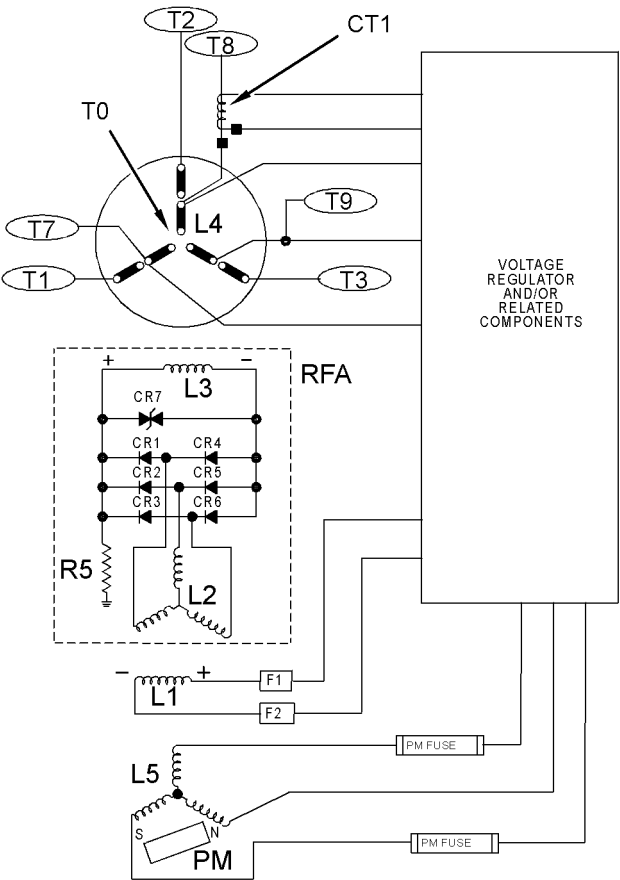 T2
T8
CT1
T0
T9
L4
T7
T1
T3
VOLTAGE
REGULATOR
AND/OR
RELATED
COMPONENTS
+ −
L3
RFA
CR7
CR1 CR4
CR2 CR5
CR3 CR6
R5
L2
− +
L1
F1
F2
PM FUSE
L5
S N
PM
PM FUSE